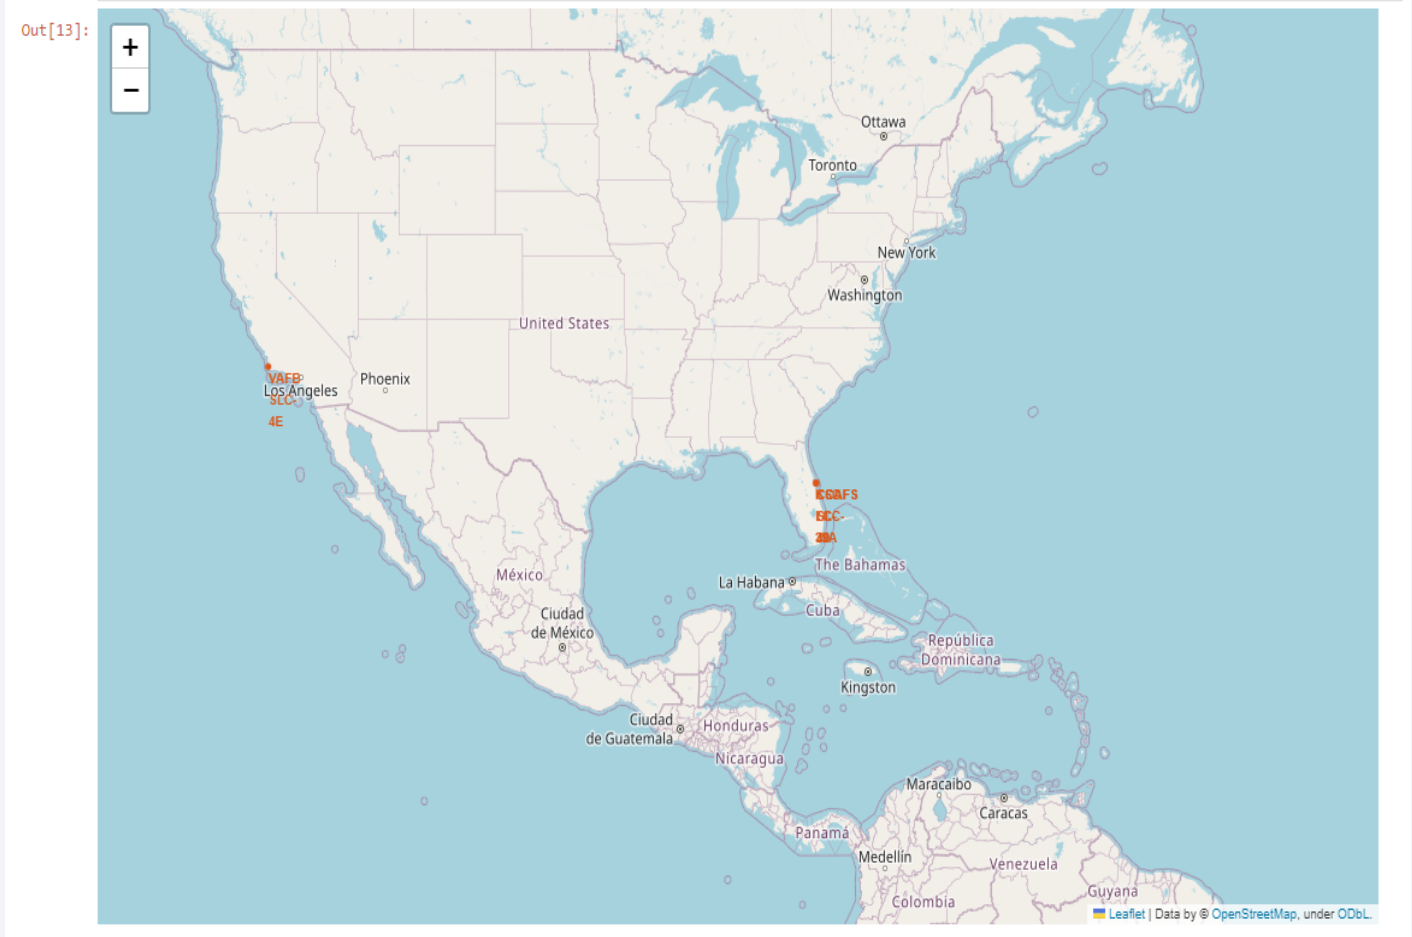 Out[13]:
+
−
Ottawa
Toronto
New York
Washington
United States
VAFB
Los Angeles
SLC-
4E
Phoenix
The Bahamas
La Habana
Cuba
México
Ciudad
de México
República
Dominicana
Kingston
Ciudad
de Guatemala
Honduras
Nicaragua
Maracaibo
Caracas
Panamá
Medellín
Venezuela
Colombia
Guyana
Leaflet | Data by © OpenStreetMap, under ODbL.